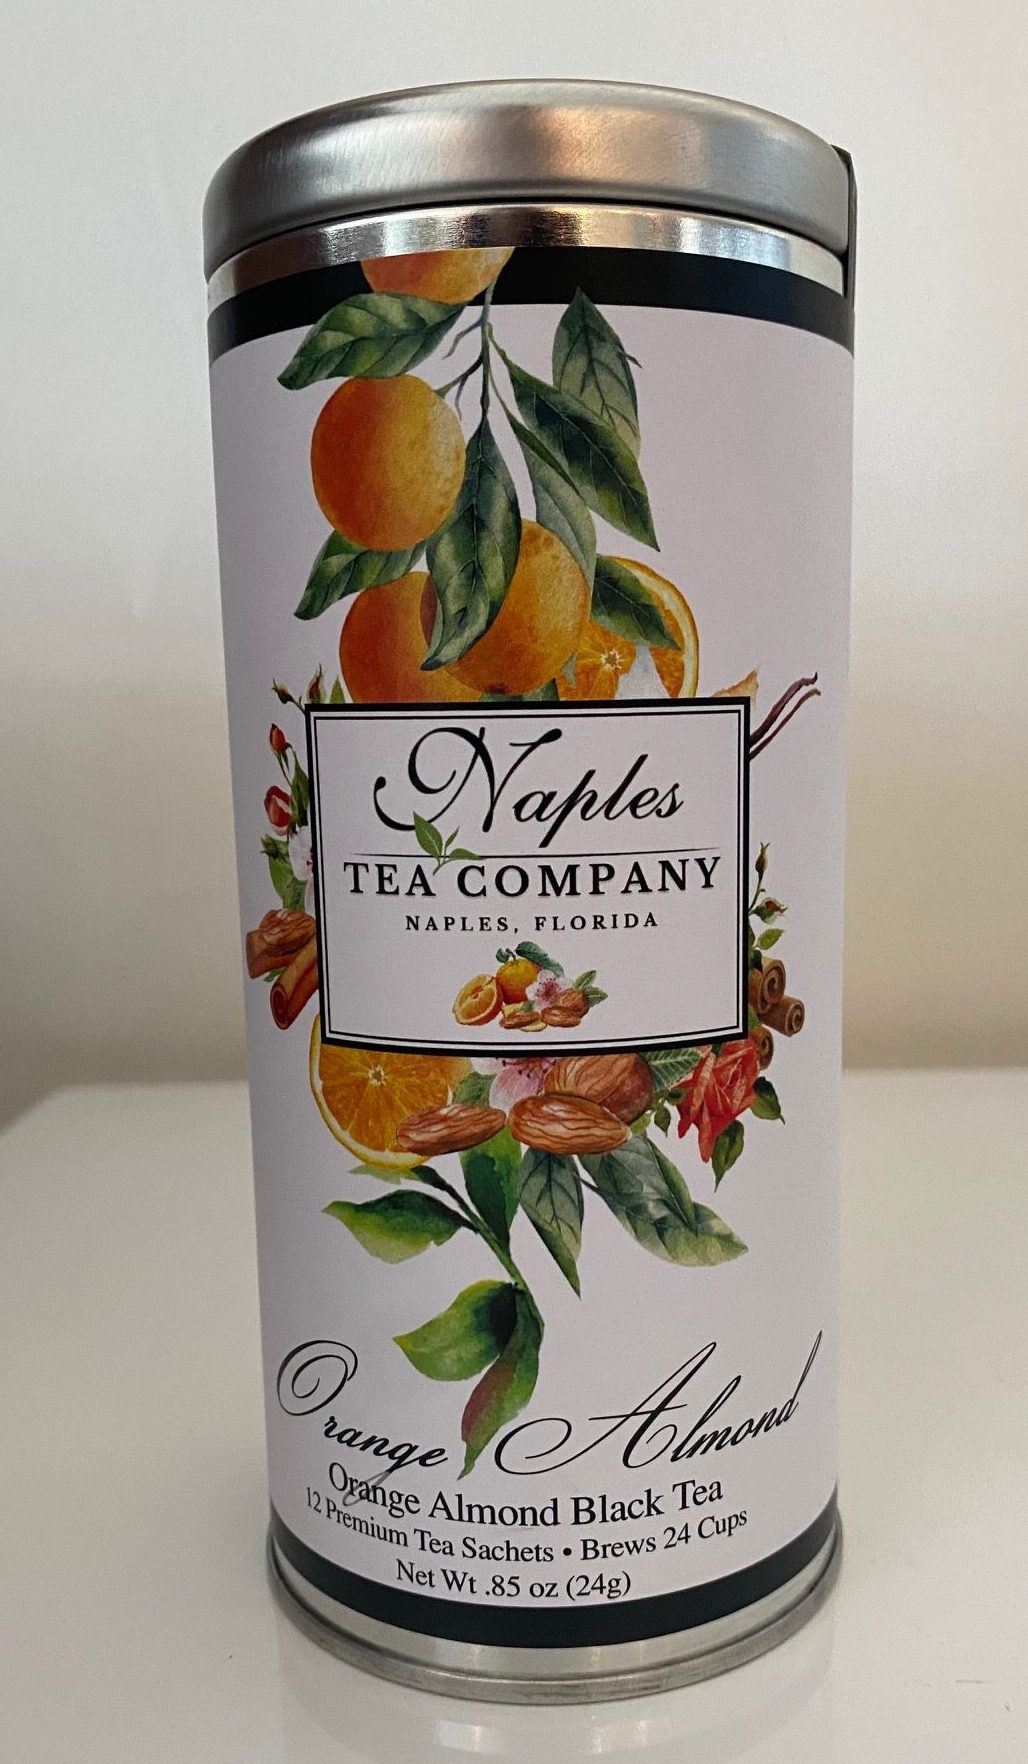 Naples
TEA COMPANY
NAPLES, FLORIDA
Orange Almond
Orange Almond Black Tea
12 Premium Tea Sachets • Brews 24 Cups
Net Wt .85 oz (24g)